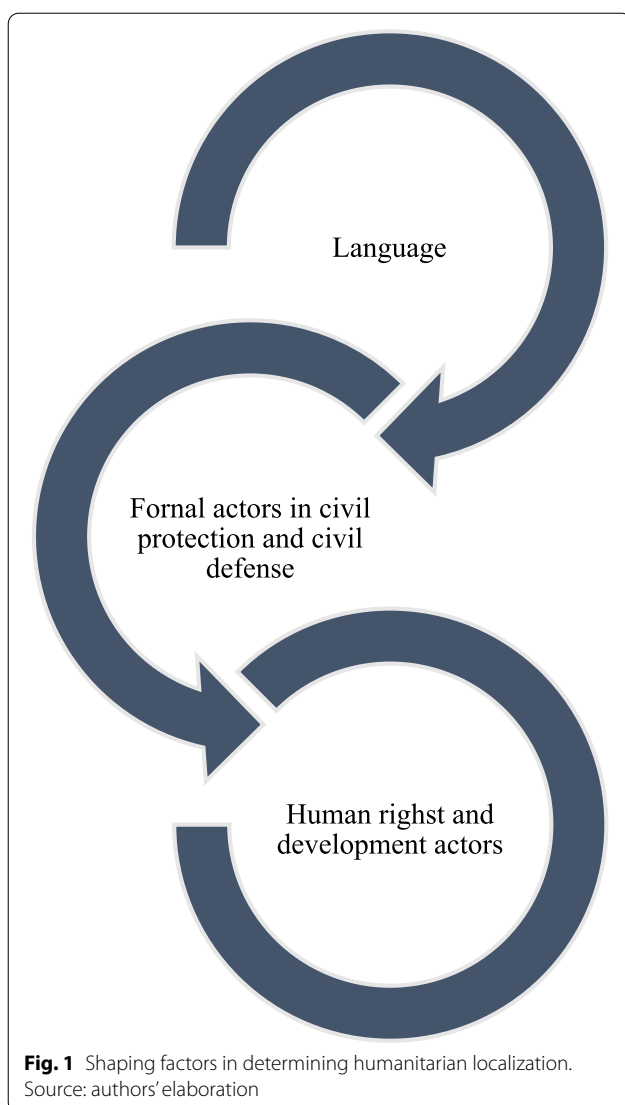 Language
Fornal actors in civil
protection and civil
defense
Human righst and
development actors
Fig. 1 Shaping factors in determining humanitarian localization.
Source: authors’ elaboration